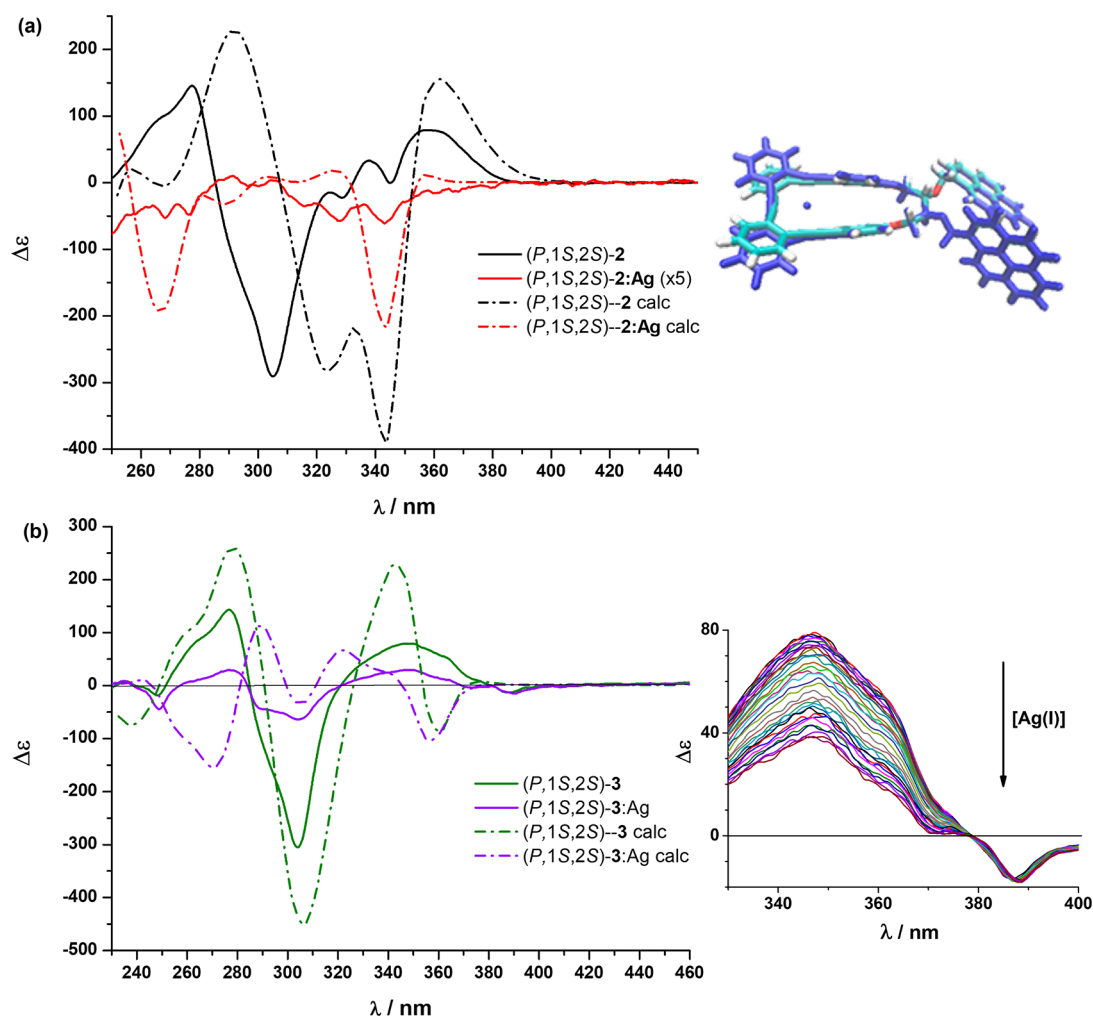 (a)
200
100
0
-100
-200
-300
-400
Δε
260 280 300 320 340 360 380 400 420 440
λ / nm
(P,1S,2S)-2
(P,1S,2S)-2:Ag (x5)
(P,1S,2S)--2 calc
(P,1S,2S)--2:Ag calc
(b)
300
200
100
0
-100
-200
-300
-400
-500
Δε
240 260 280 300 320 340 360 380 400 420 440 460
λ / nm
(P,1S,2S)-3
(P,1S,2S)-3:Ag
(P,1S,2S)--3 calc
(P,1S,2S)-3:Ag calc
80
40
0
Δε
[Ag(I)]
340 360 380 400
λ / nm